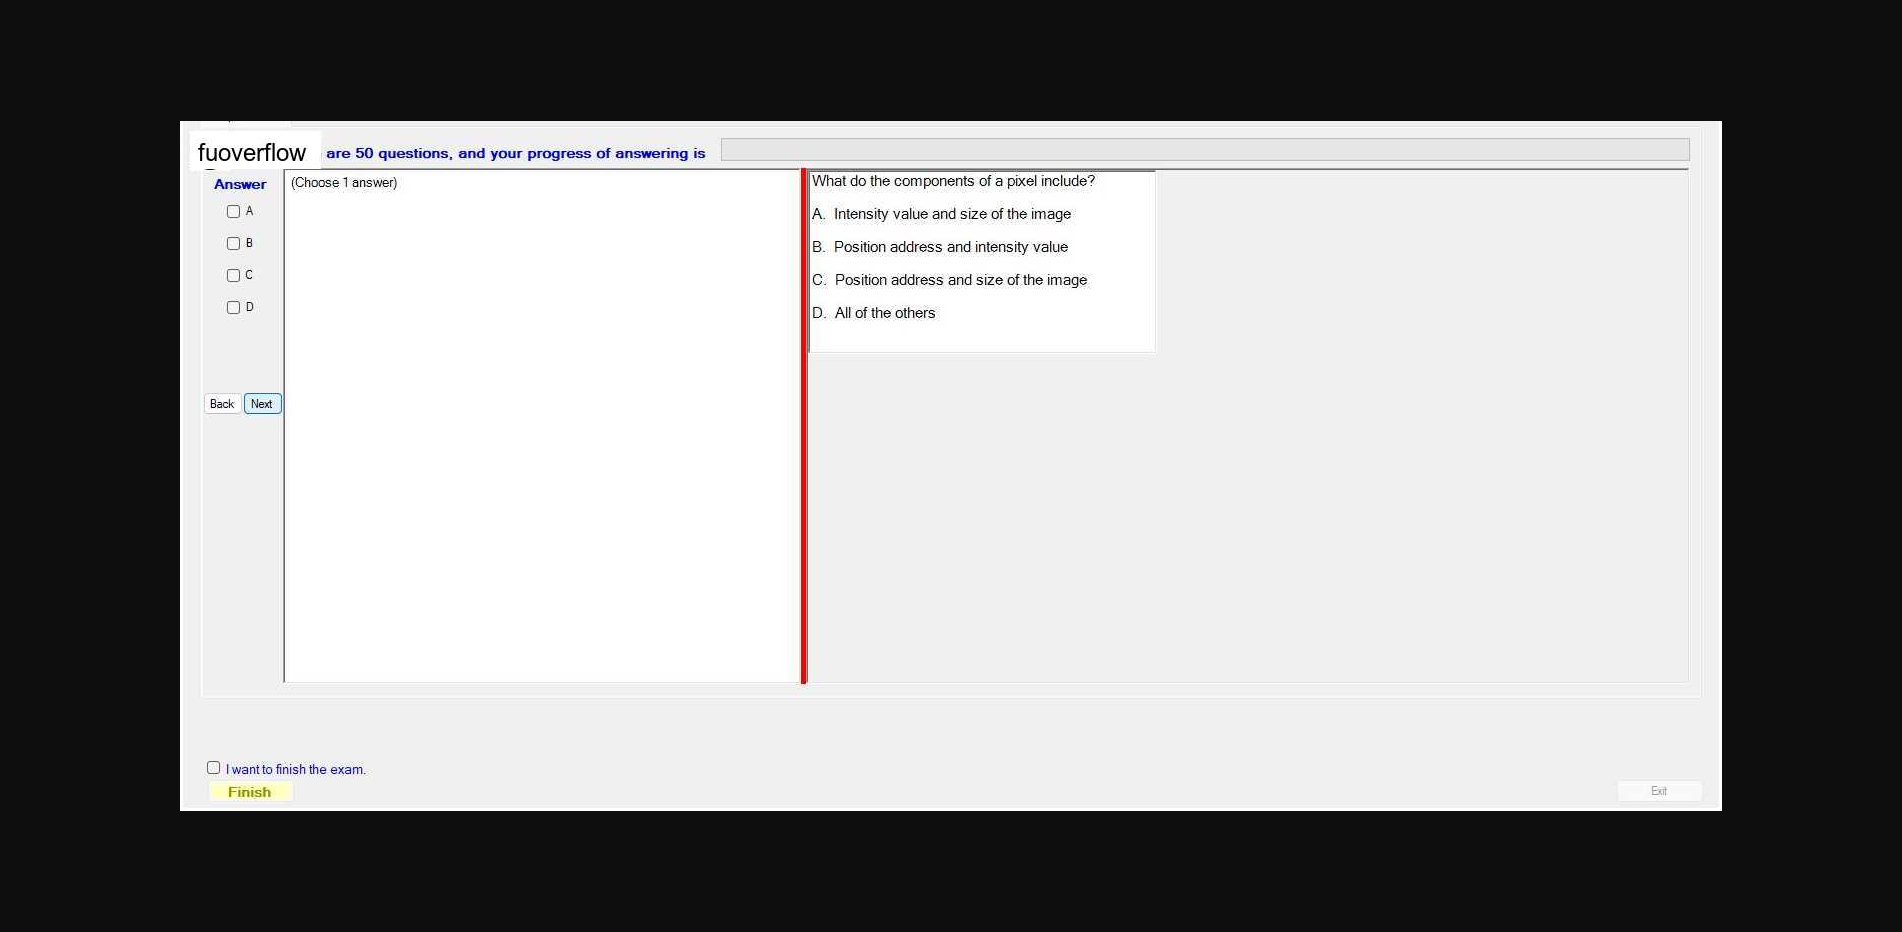 fuoverflow are 50 questions, and your progress of answering is
Answer
(Choose 1 answer)
A
B
C
D
Back Next
What do the components of a pixel include?
A. Intensity value and size of the image
B. Position address and intensity value
C. Position address and size of the image
D. All of the others
I want to finish the exam.
Finish
Exit